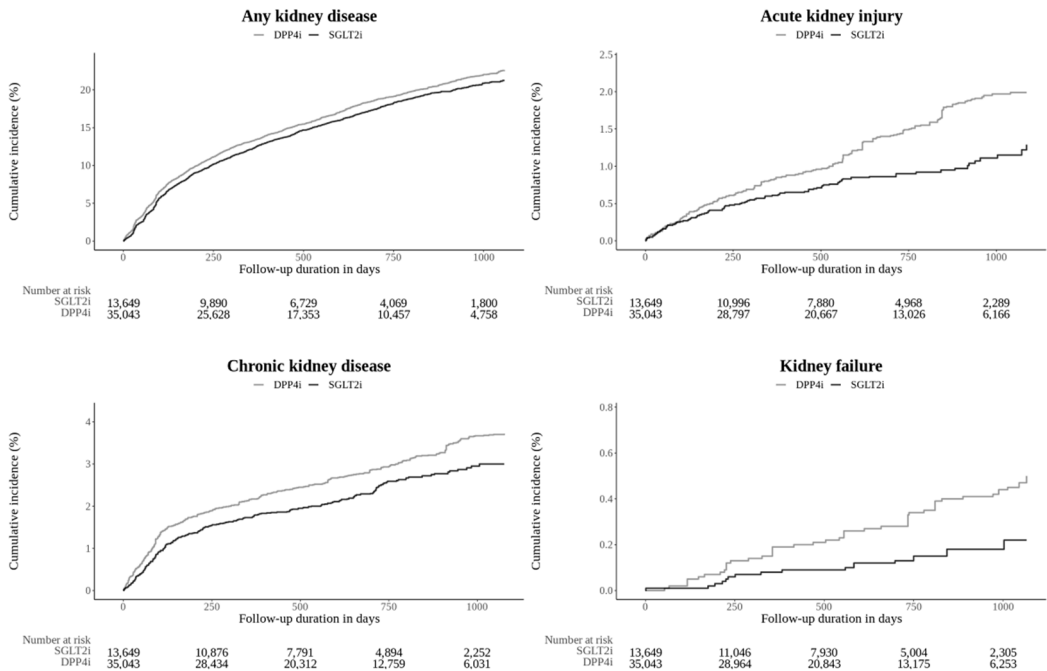 Any kidney disease
DPP4i SGLT2i
Cumulative incidence (%)
20
15
10
5
0
0 250 500 750 1000
Follow-up duration in days
Number at risk
SGLT2i 13,649 9,890 6,729 4,069 1,800
DPP4i 35,043 25,628 17,353 10,457 4,758
Acute kidney injury
DPP4i SGLT2i
Cumulative incidence (%)
2.5
2.0
1.5
1.0
0.5
0.0
0 250 500 750 1000
Follow-up duration in days
Number at risk
SGLT2i 13,649 10,996 7,880 4,968 2,289
DPP4i 35,043 28,797 20,667 13,026 6,166
Chronic kidney disease
DPP4i SGLT2i
Cumulative incidence (%)
4
3
2
1
0
0 250 500 750 1000
Follow-up duration in days
Number at risk
SGLT2i 13,649 10,876 7,791 4,894 2,252
DPP4i 35,043 28,434 20,312 12,759 6,031
Kidney failure
DPP4i SGLT2i
Cumulative incidence (%)
0.8
0.6
0.4
0.2
0.0
0 250 500 750 1000
Follow-up duration in days
Number at risk
SGLT2i 13,649 11,046 7,930 5,004 2,305
DPP4i 35,043 28,964 20,843 13,175 6,253